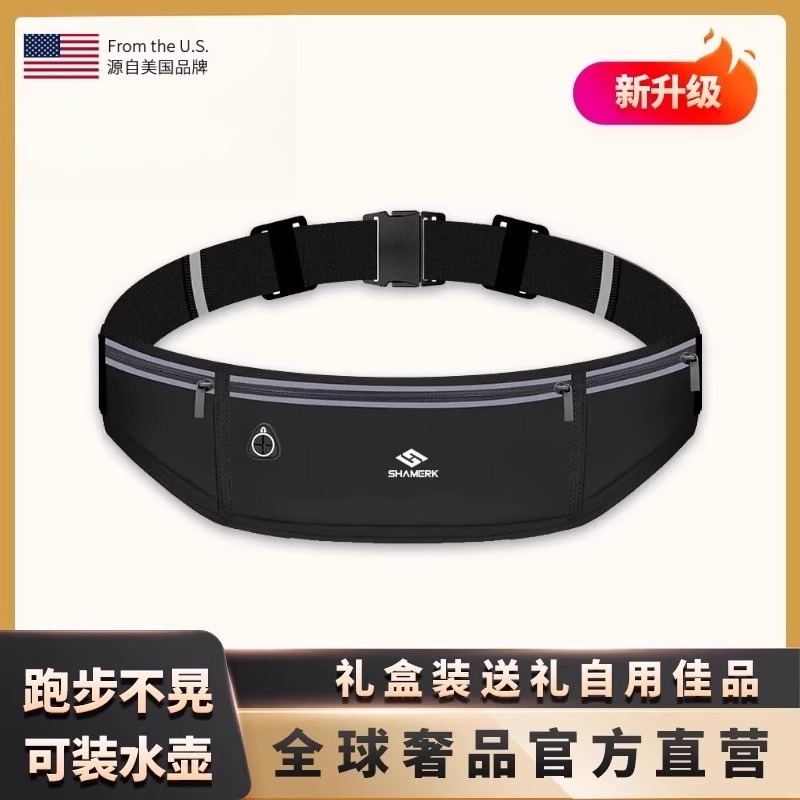 From the U.S.
源自美国品牌
新升级
SHAMERK
跑步不晃
可装水壶
礼盒装送礼自用佳品
全球奢品官方直营